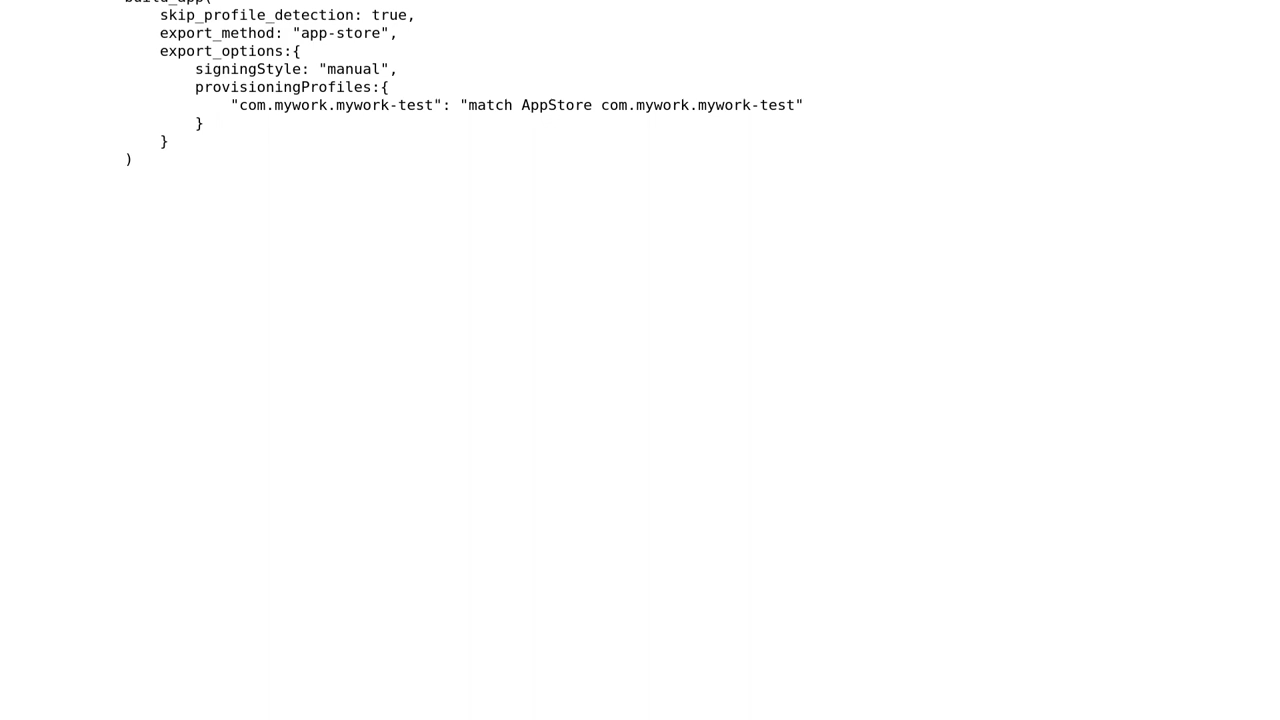 build_app(
skip_profile_detection: true,
export_method: "app-store",
export_options:{
signingStyle: "manual",
provisioningProfiles:{
"com.mywork.mywork-test": "match AppStore com.mywork.mywork-test"
}
}
)